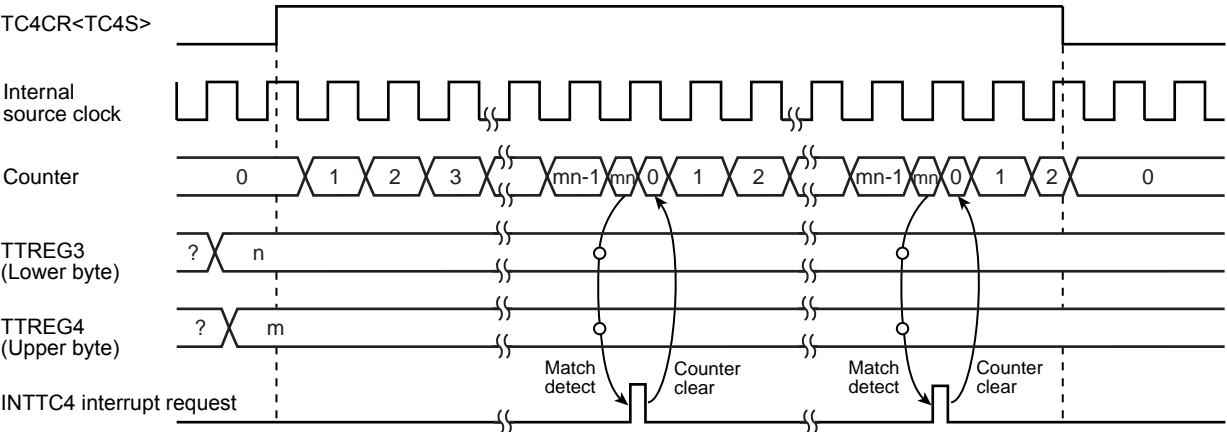 TC4CR<TC4S>
Internal
source clock
Counter 0 1 2 3 mn-1 mn 0 1 2 mn-1 mn 0 1 2 0
TTREG3
(Lower byte)
? n
TTREG4
(Upper byte)
? m
Match
detect
Counter
clear
Match
detect
Counter
clear
INTTC4 interrupt request